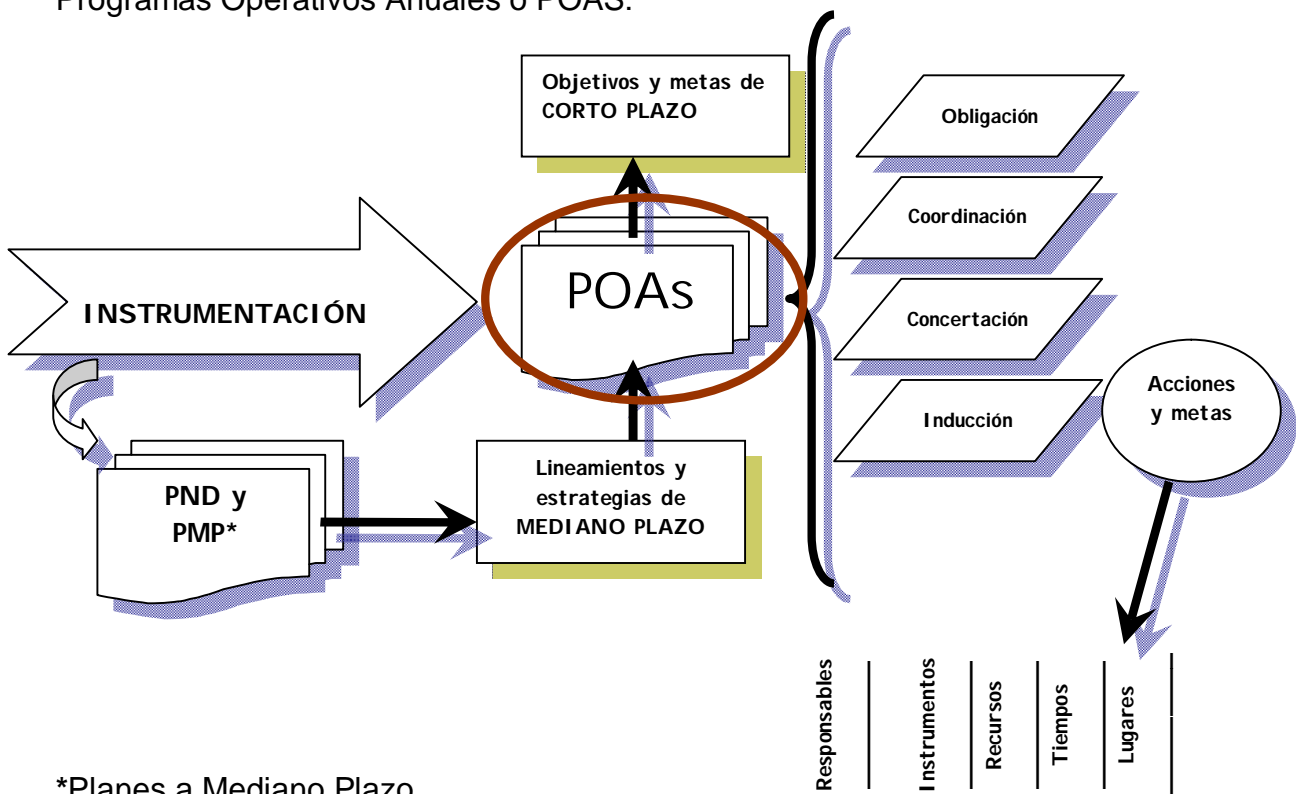 Programas Operativos Anuales o POAS.
Objetivos y metas de
CORTO PLAZO
Obligación
Coordinación
INSTRUMENTACIÓN
POAs
Concertación
Acciones
y metas
Inducción
PND y
PMP*
Lineamientos y
estrategias de
MEDIANO PLAZO
Responsables
Instrumentos
Recursos
Tiempos
Lugares
*Planes a Mediano Plazo